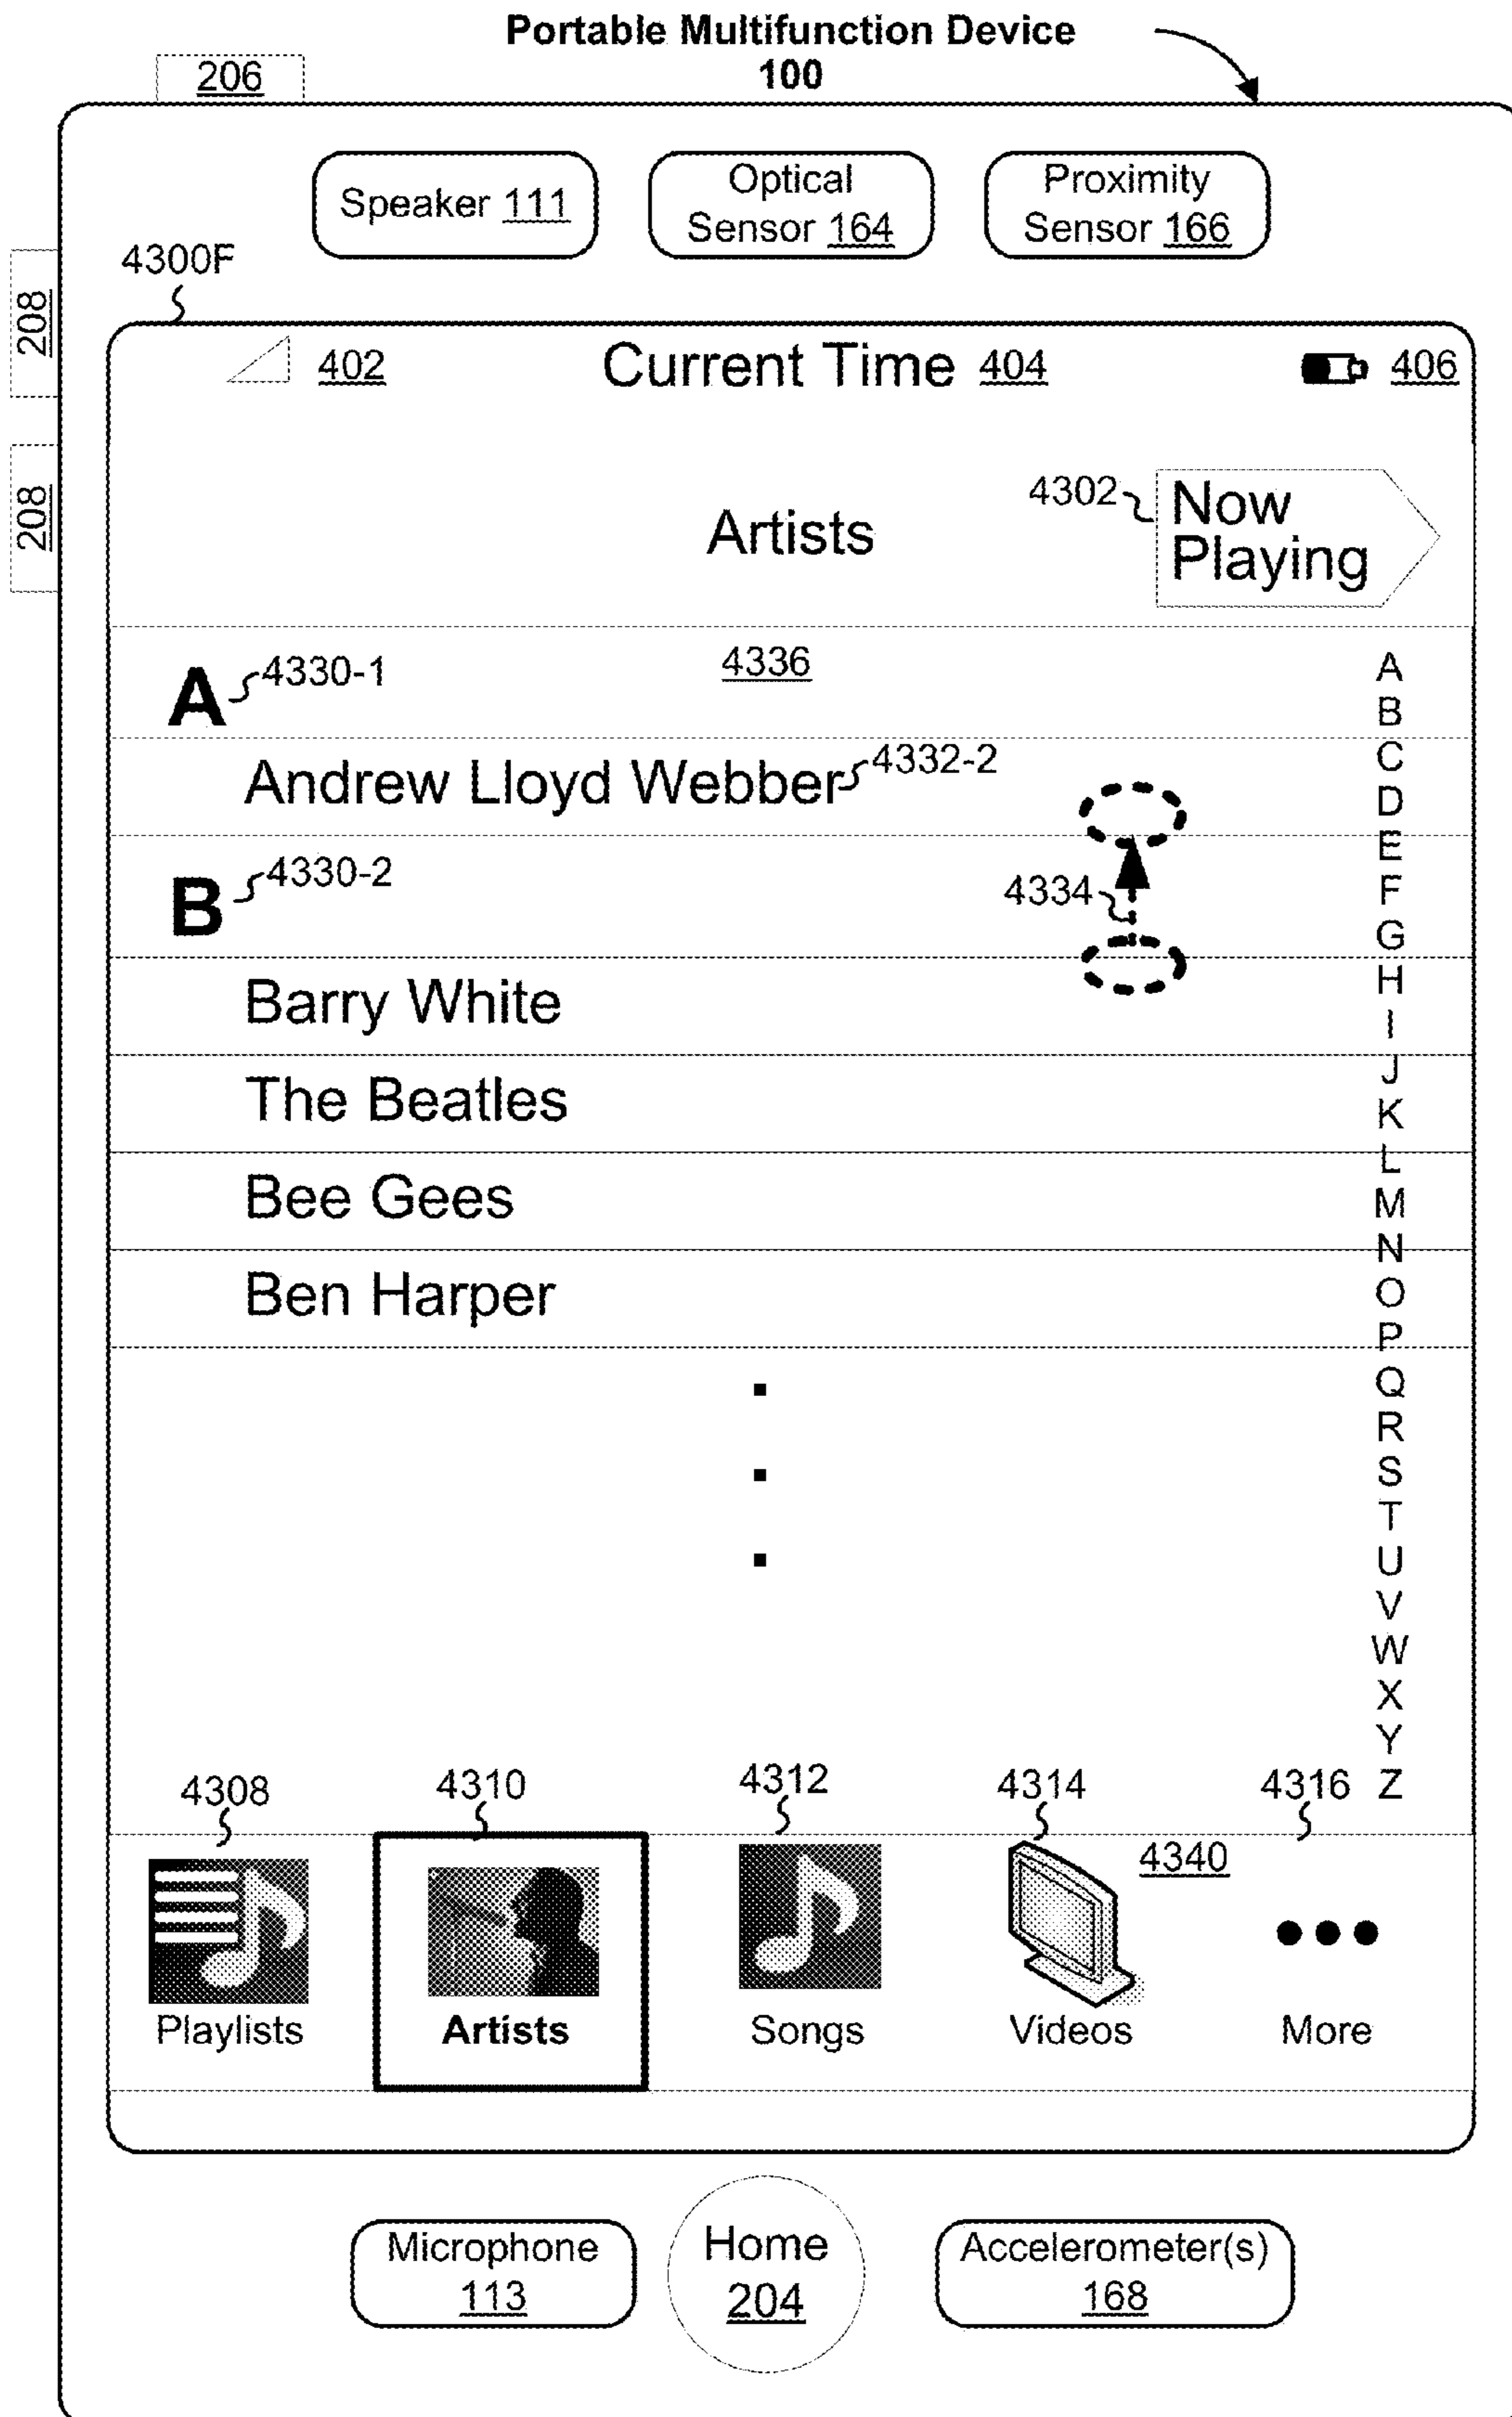 Portable Multifunction Device
100
206
Speaker 111
Optical
Sensor 164
Proximity
Sensor 166
4300F
208
208
402
Current Time 404
406
Artists
4302
Now
Playing
A
4330-1
4336
Andrew Lloyd Webber
4332-2
B
4330-2
4334
Barry White
The Beatles
Bee Gees
Ben Harper
A
B
C
D
E
F
G
H
I
J
K
L
M
N
O
P
Q
R
S
T
U
V
W
X
Y
Z
4308
4310
4312
4314
4316
4340
Playlists
Artists
Songs
Videos
More
Microphone
113
Home
204
Accelerometer(s)
168